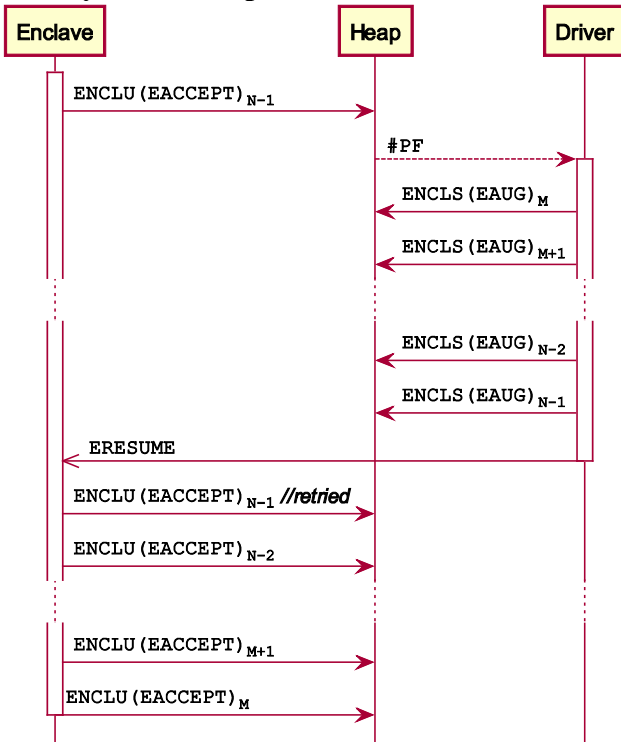 Enclave Heap Driver
ENCLU(EACCEPT)N-1
#PF
ENCLS(EAUG)M
ENCLS(EAUG)M+1
ENCLS(EAUG)N-2
ENCLS(EAUG)N-1
ERESUME
ENCLU(EACCEPT)N-1 //retried
ENCLU(EACCEPT)N-2
ENCLU(EACCEPT)M+1
ENCLU(EACCEPT)M